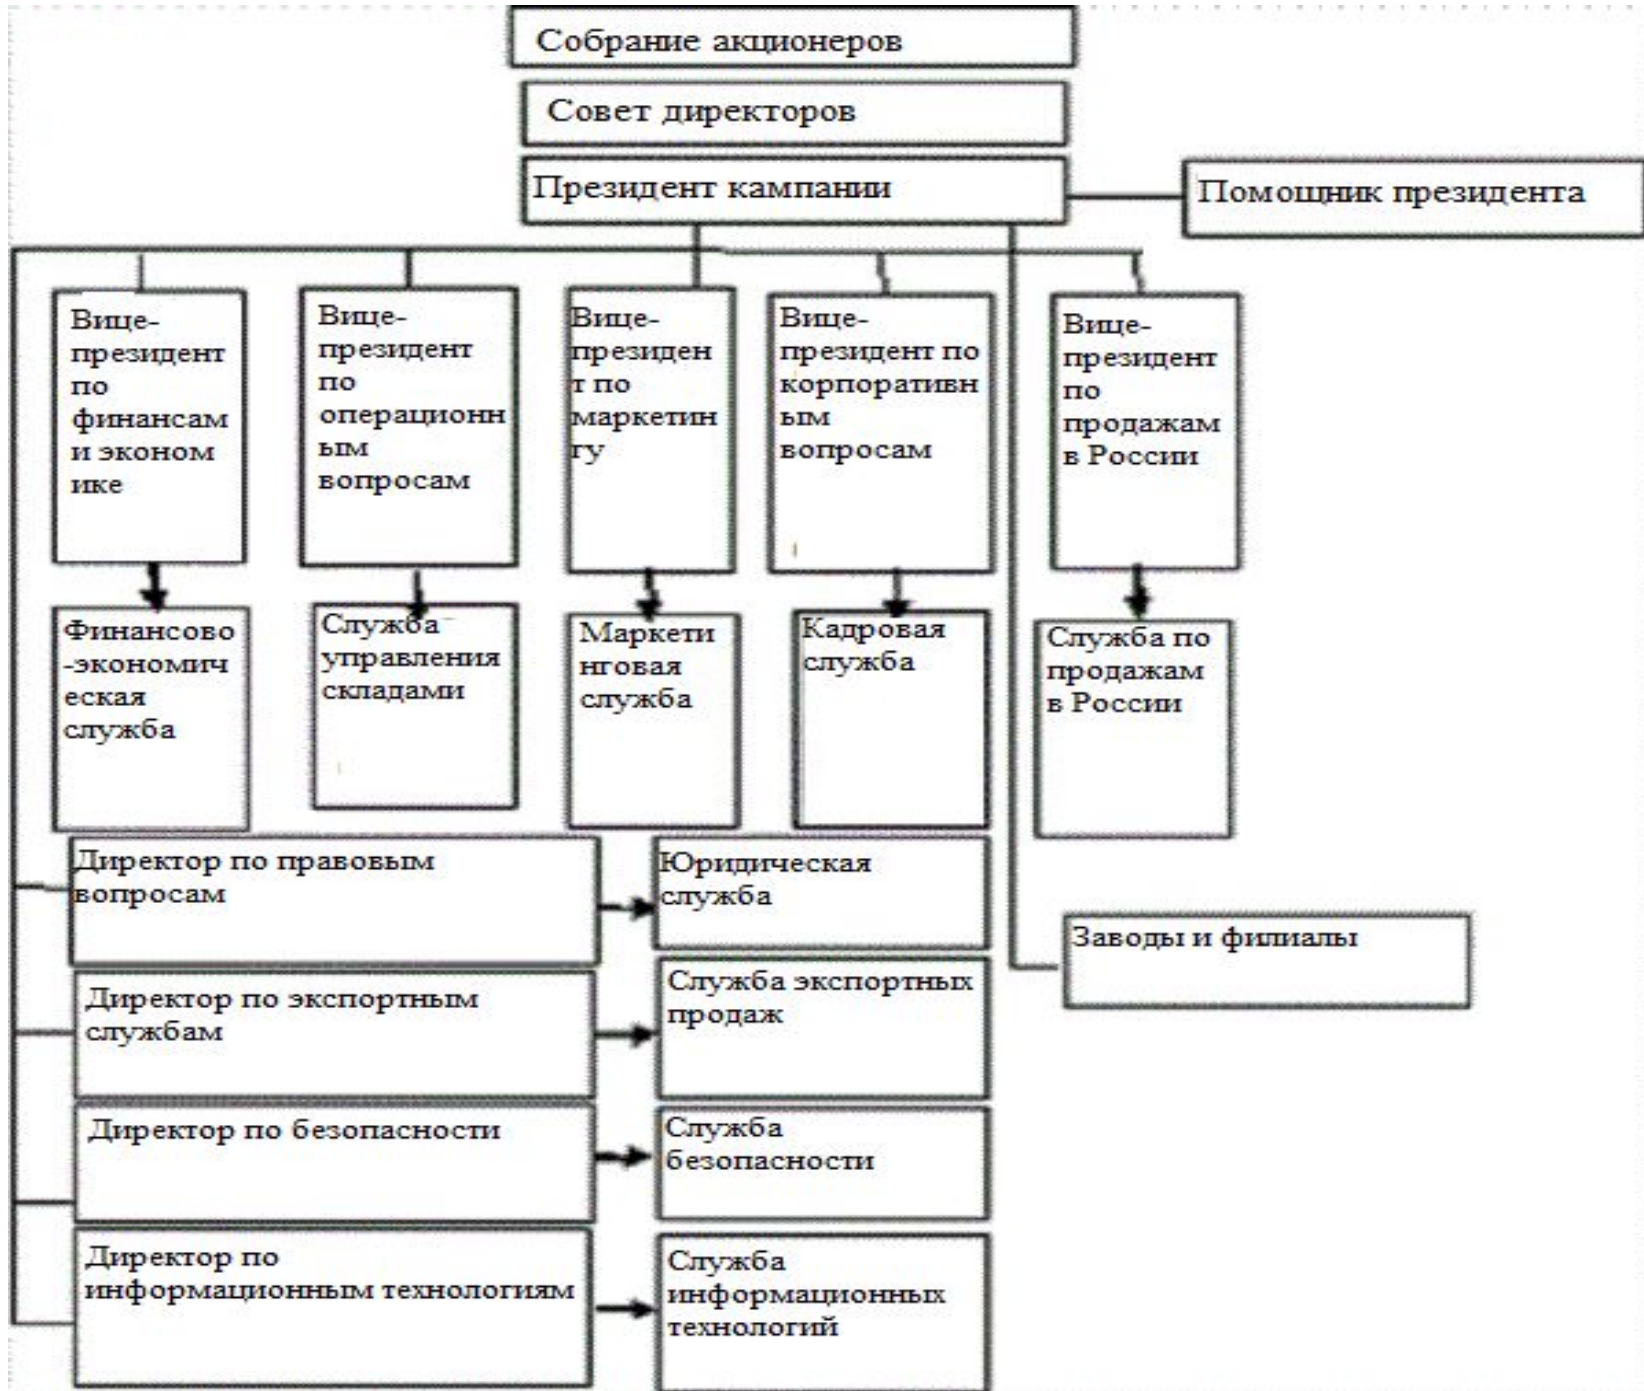 Собрание акционеров
Совет директоров
Президент кампании
Помощник президента
Вице-
президент
по
финансам
и эконом
ике
Вице-
президент
по
операционн
ым
вопросам
Вице-
президен
т по
маркетин
гу
Вице-
президент по
корпоративн
ым
вопросам
Вице-
президент
по
продажам
в России
Финансово
-экономич
еская
служба
Служба
управления
складами
Маркети
нговая
служба
Кадровая
служба
Служба по
продажам
в России
Директор по правовым
вопросам
Юридическая
служба
Заводы и филиалы
Директор по экспортным
службам
Служба экспортных
продаж
Директор по безопасности
Служба
безопасности
Директор по
информационным технологиям
Служба
информационных
технологий